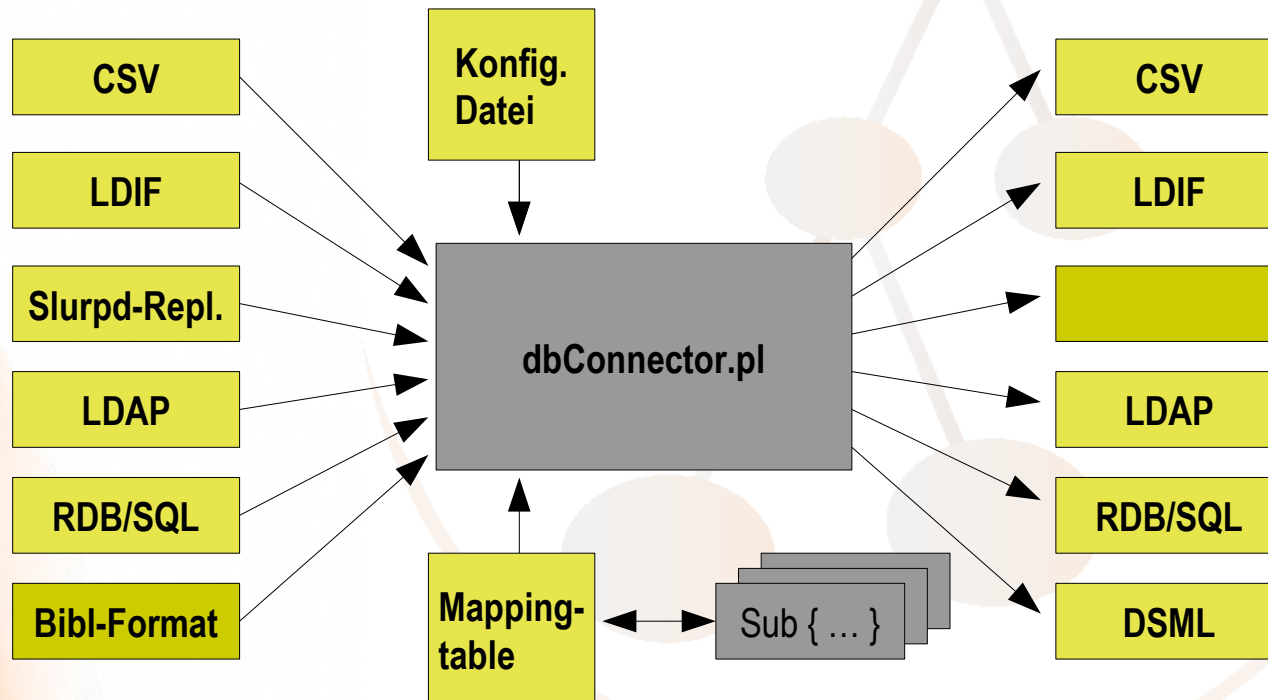 CSV
LDIF
Slurpd-Repl.
LDAP
RDB/SQL
Bibl-Format
Konfig.
Datei
dbConnector.pl
Mapping-
table
Sub { … }
CSV
LDIF
LDAP
RDB/SQL
DSML